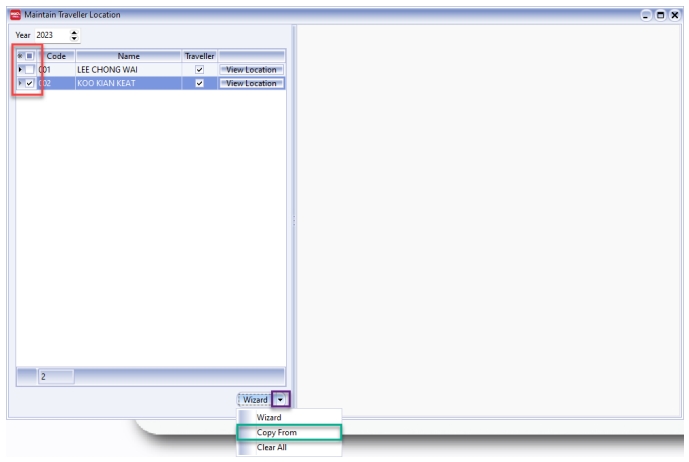 Maintain Traveller Location
Year 2023
Code Name Traveller
001 LEE CHONG WAI View Location
002 KOO KIAN KEAT View Location
2
Wizard
Wizard
Copy From
Clear All